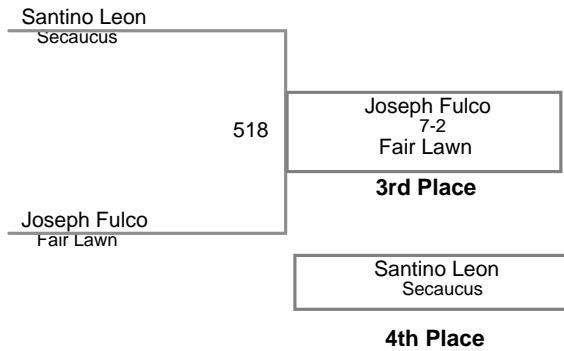 Santino Leon
Secaucus
518
Joseph Fulco
7-2
Fair Lawn
3rd Place
Joseph Fulco
Fair Lawn
Santino Leon
Secaucus
4th Place